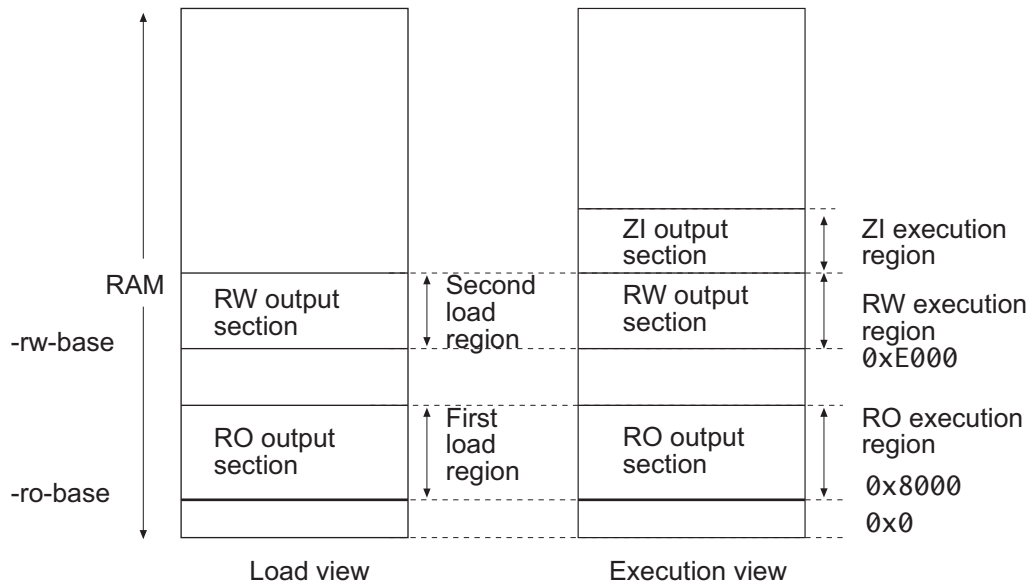 ZI output
section
ZI execution
region
RAM
RW output
section
Second
load
region
RW output
section
RW execution
region
0xE000
-rw-base
RO output
section
First
load
region
RO output
section
RO execution
region
0x8000
-ro-base
0x0
Load view
Execution view